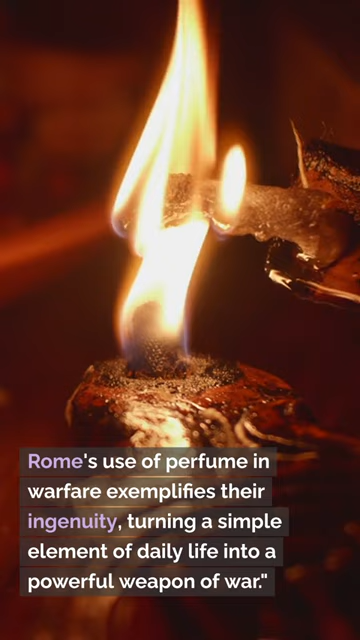 Rome's use of perfume in
warfare exemplifies their
ingenuity, turning a simple
element of daily life into a
powerful weapon of war."